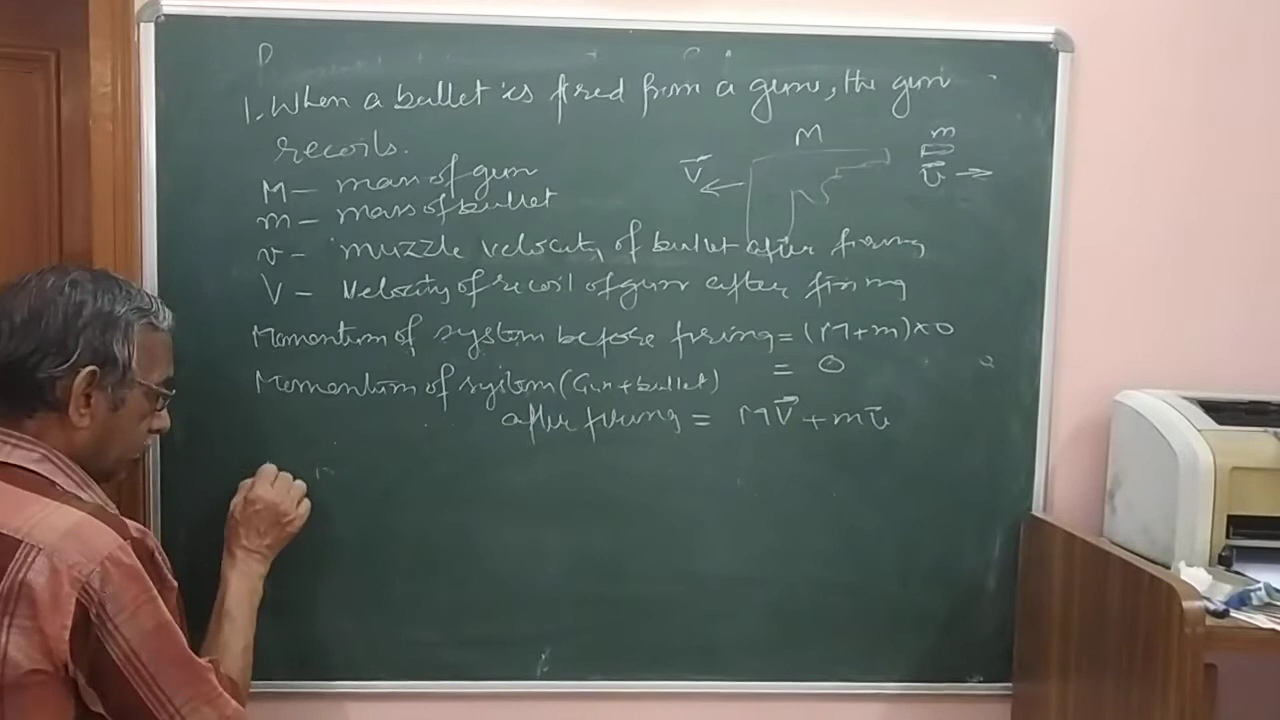 1. When a bullet is fired from a gun, the gun
recoils.
M
m
V⃗
v⃗
M – mass of gun
m – mass of bullet
v – muzzle velocity of bullet after firing
V – Velocity of recoil of gun after firing
Momentum of system before firing = (M+m)×0
= 0
Momentum of system (Gun + bullet)
after firing = MV⃗ + mv⃗